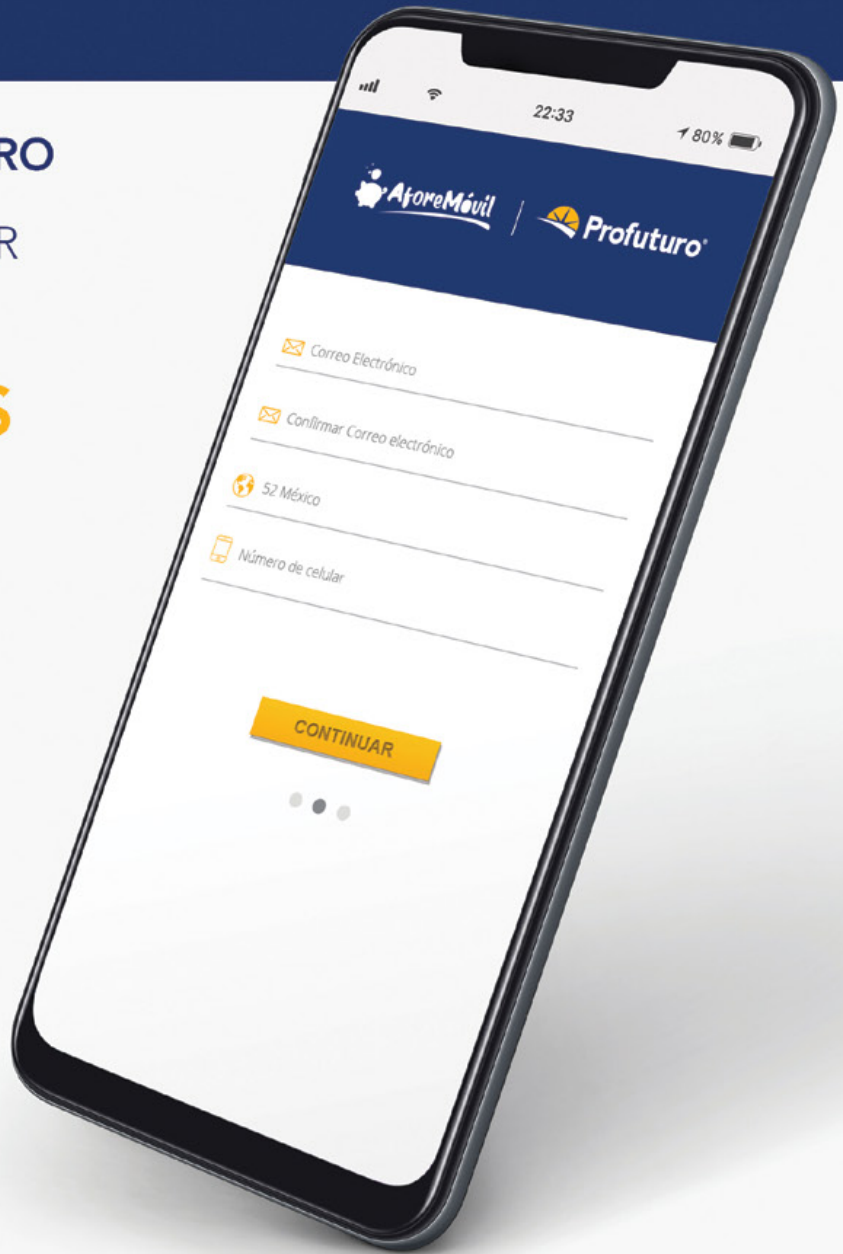 RO
R
S
22:33
80%
AforeMóvil | Profuturo®
Correo Electrónico
Confirmar Correo electrónico
52 México
Número de celular
CONTINUAR